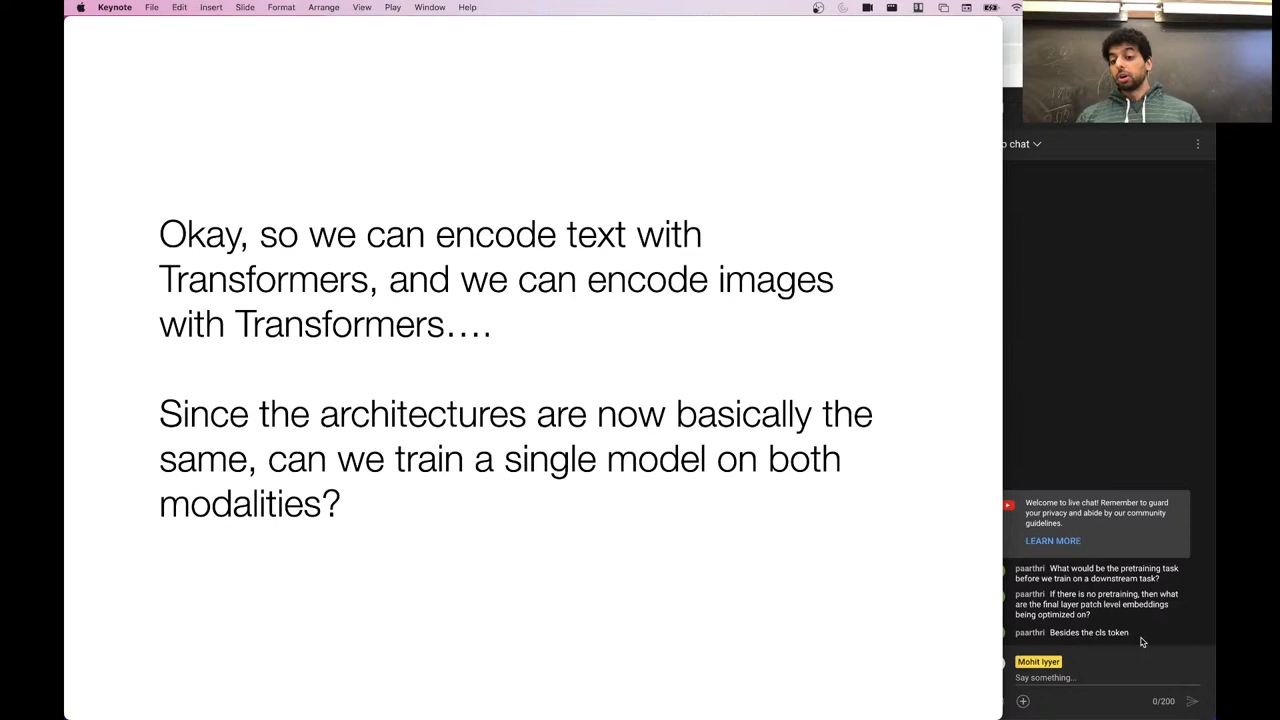 Keynote File Edit Insert Slide Format Arrange View Play Window Help
Okay, so we can encode text with
Transformers, and we can encode images
with Transformers….
Since the architectures are now basically the
same, can we train a single model on both
modalities?
chat
Welcome to live chat! Remember to guard
your privacy and abide by our community
guidelines.
LEARN MORE
paarthri What would be the pretraining task
before we train on a downstream task?
paarthri If there is no pretraining, then what
are the final layer patch level embeddings
being optimized on?
paarthri Besides the cls token
Mohit Iyyer
Say something...
0/200